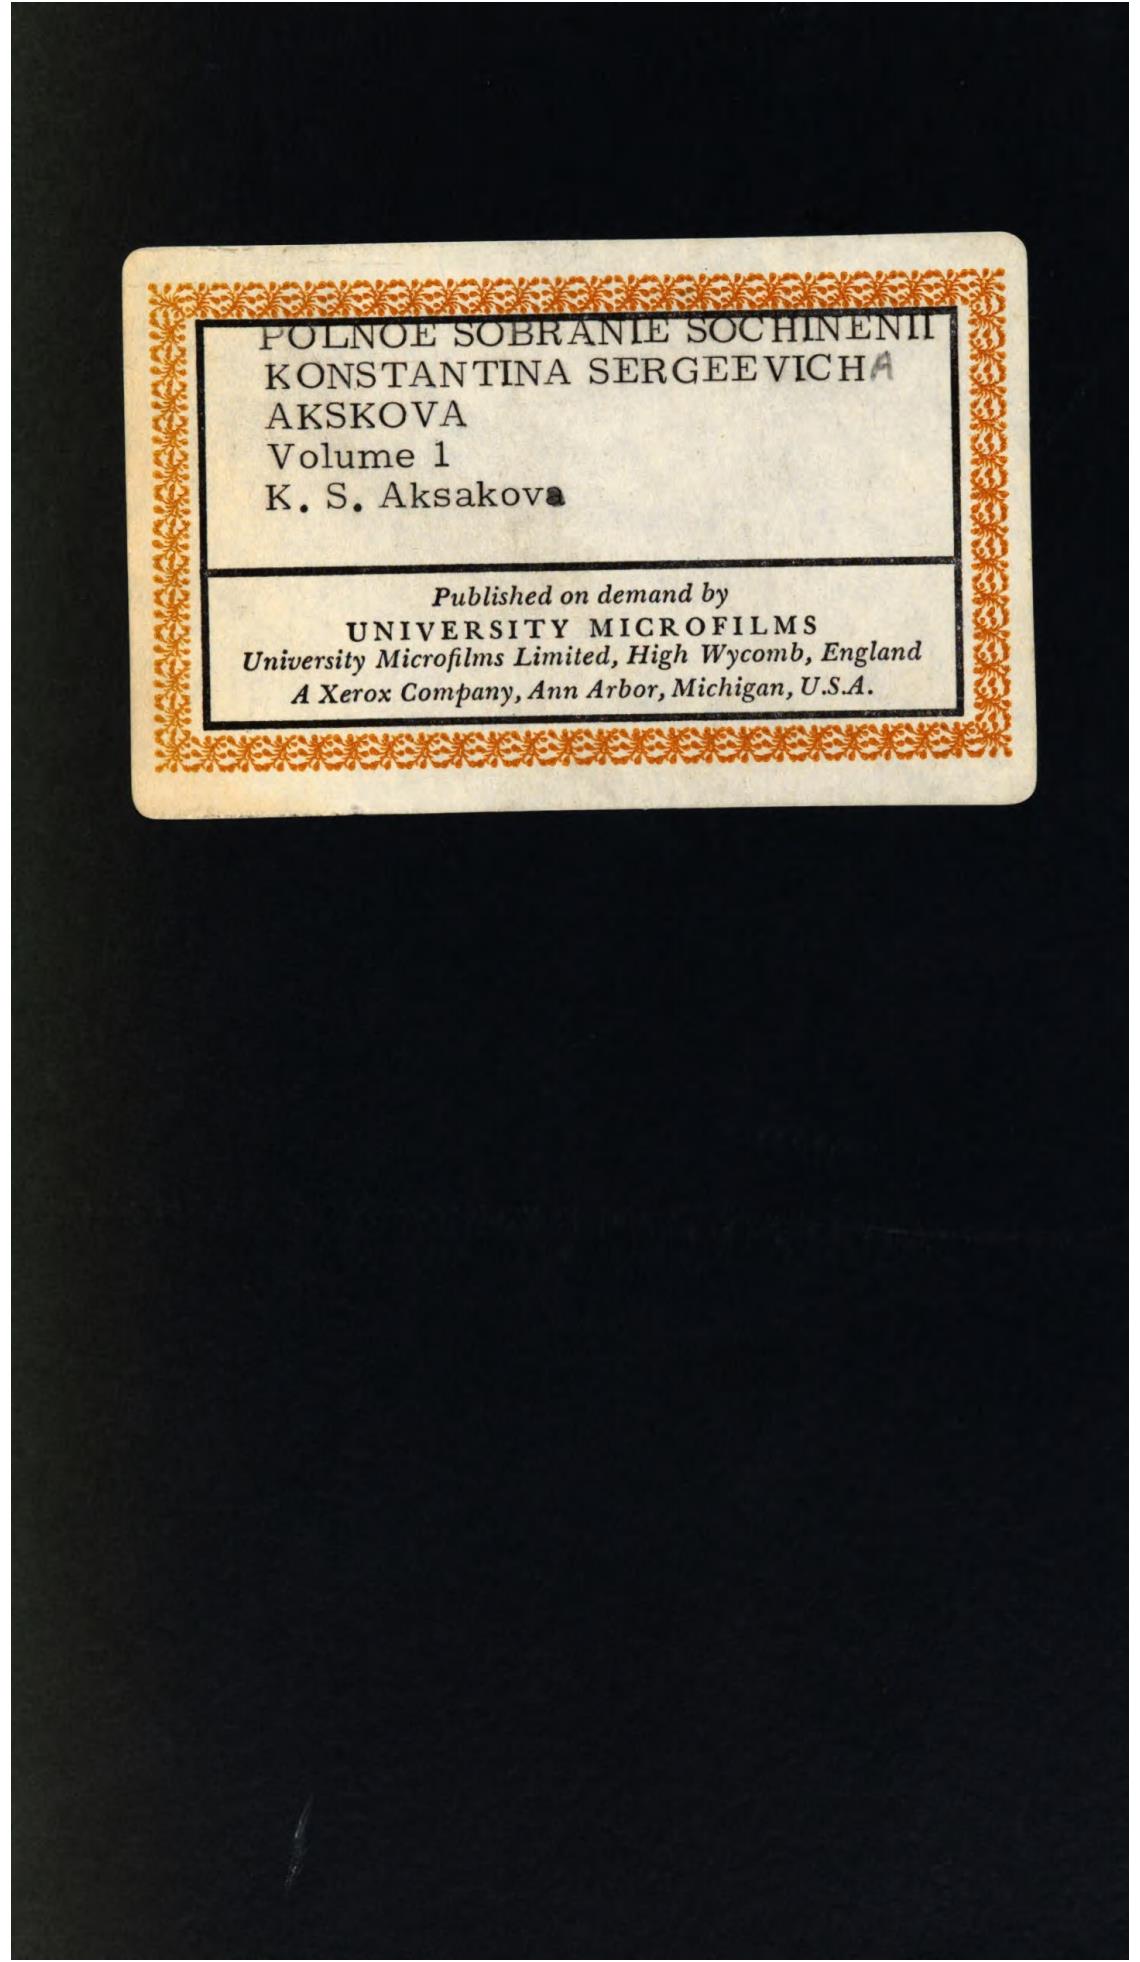 POLNOE SOBRANIE SOCHINENII
KONSTANTINA SERGEEVICHA
AKSKOVA
Volume 1
K. S. Aksakova
Published on demand by
UNIVERSITY MICROFILMS
University Microfilms Limited, High Wycomb, England
A Xerox Company, Ann Arbor, Michigan, U.S.A.